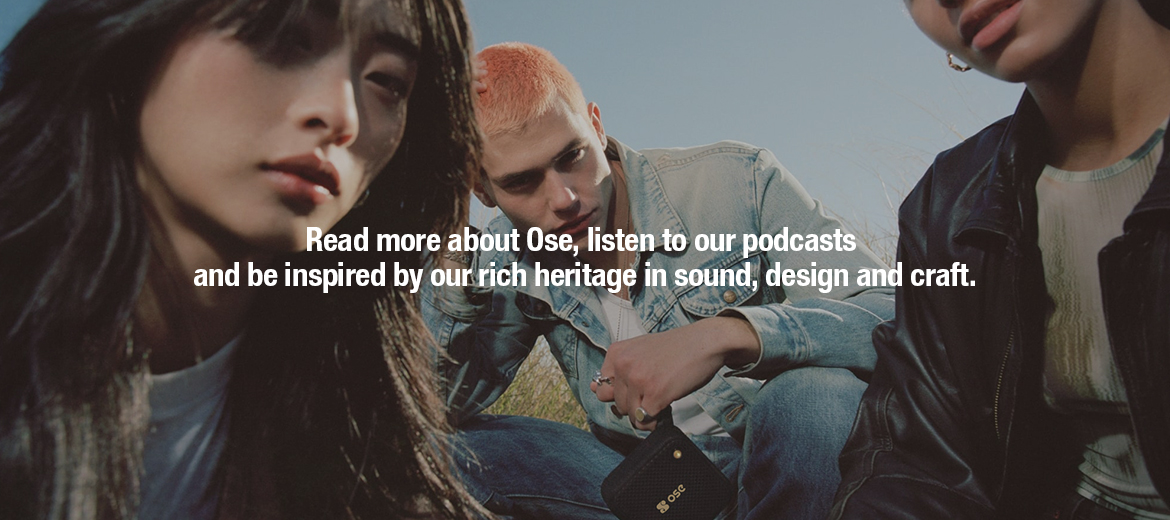 Read more about Ose, listen to our podcasts
and be inspired by our rich heritage in sound, design and craft.
ose